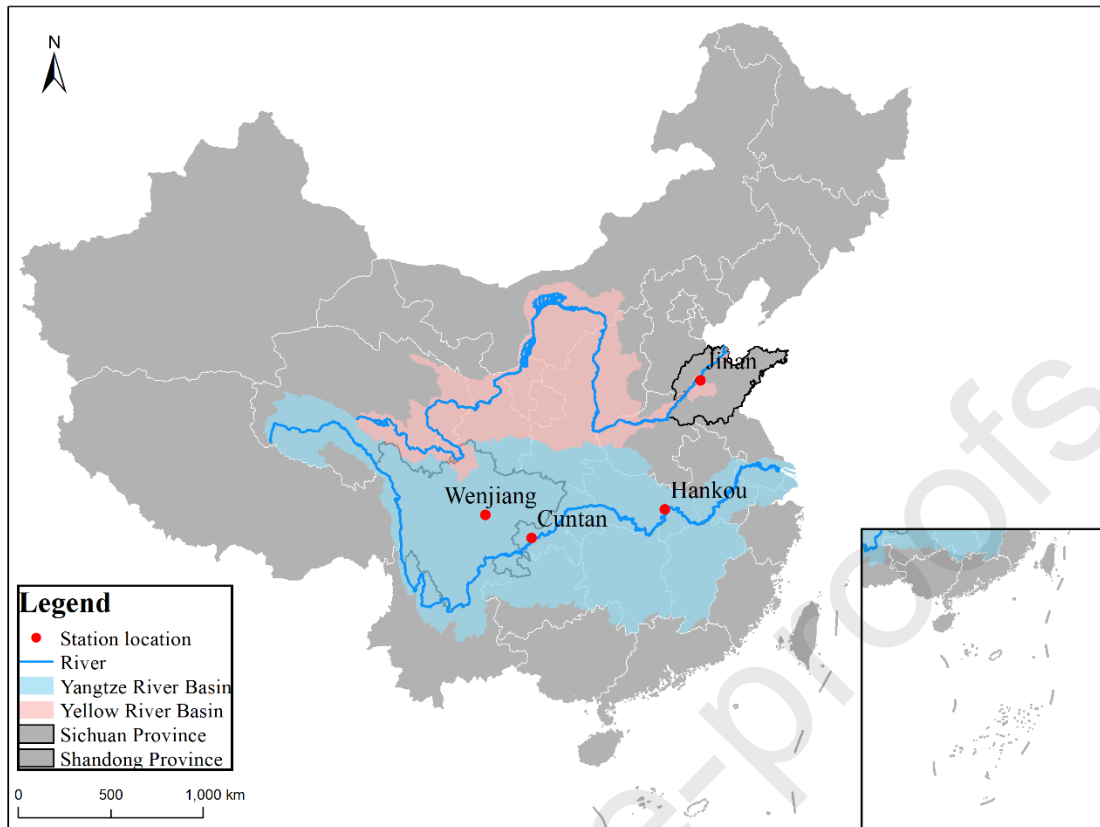 N
Jinan
Wenjiang
Hankou
Cuntan
Legend
Station location
River
Yangtze River Basin
Yellow River Basin
Sichuan Province
Shandong Province
0 500 1,000 km
e-proofs